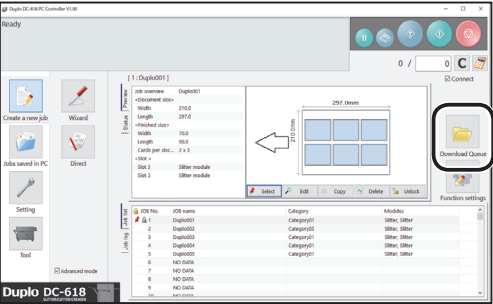 Duplo DC-618 PC Controller V1.00
Ready
0 / 0 C
Connect
[ 1 : Duplo001 ]
Create a new job
Wizard
Jobs saved in PC
Direct
Setting
Tool
Advanced mode
Preview
Status
Job overview Duplo001
<Document size>
Width 210.0
Length 297.0
<Finished size>
Width 70.0
Length 90.0
Cards per doc... 2 x 3
<Slot >
Slot 2 Slitter module
Slot 3 Slitter module
297.0mm
210.0mm
Select
Edit
Copy
Delete
Unlock
Download Queue
Function settings
Job list
Job log
JOB No. JOB name Category Modules
1 Duplo001 Category01 Slitter, Slitter
2 Duplo002 Category02 Slitter, Slitter
3 Duplo003 Category01 Slitter, Slitter
4 Duplo004 Category01 Slitter, Slitter
5 Duplo005 Category01 Slitter, Slitter
6 NO DATA
7 NO DATA
8 NO DATA
9 NO DATA
10 NO DATA
Duplo DC-618
SLITTER/CUTTER/CREASER